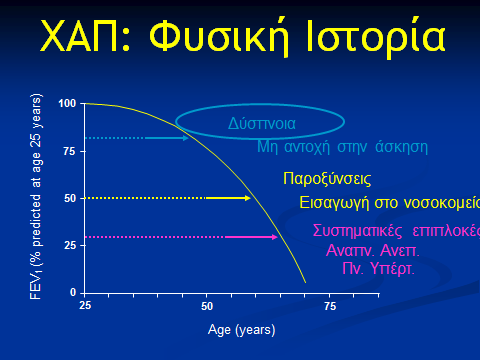 ΧΑΠ: Φυσική Ιστορία
FEV1 (% predicted at age 25 years)
100
75
50
25
0
Δύσπνοια
Μη αντοχή στην άσκηση
Παροξύνσεις
Εισαγωγή στο νοσοκομείο
Συστηματικές επιπλοκές
Αναπν. Ανεπ.
Πν. Υπέρτ.
25
50
75
Age (years)